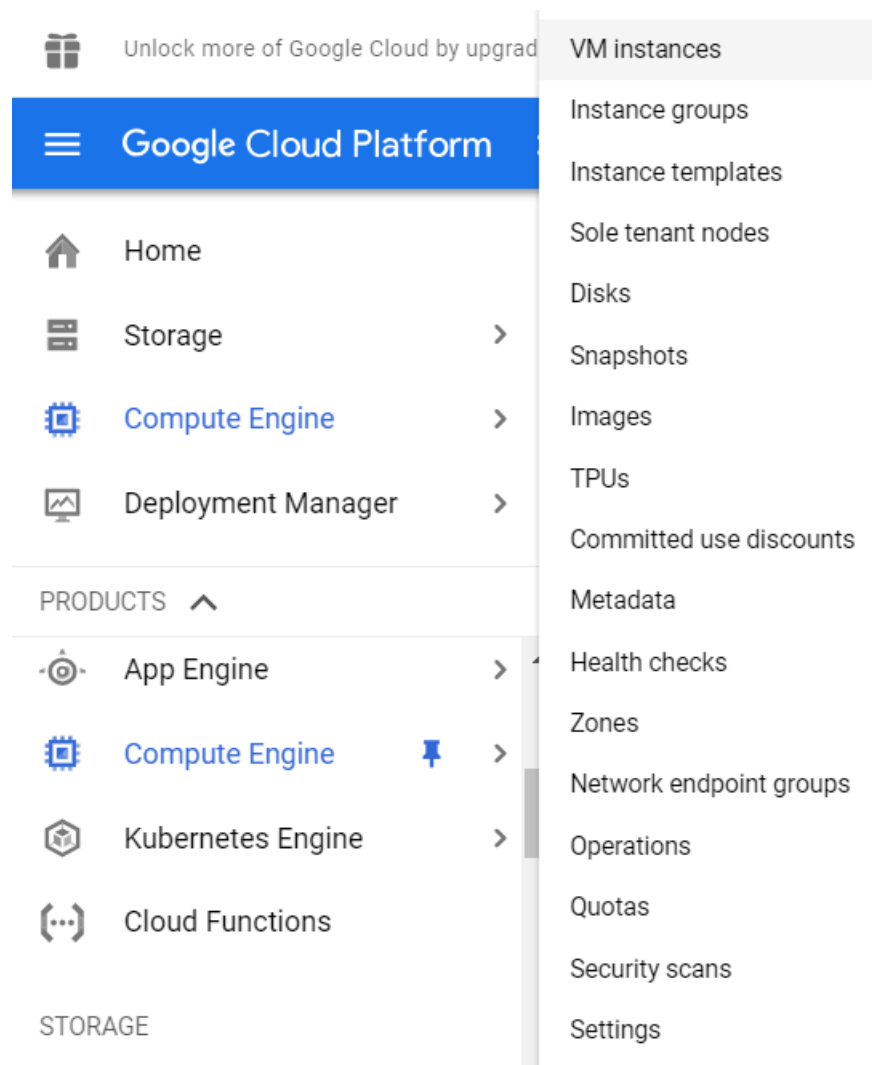 Unlock more of Google Cloud by upgrad
Google Cloud Platform
Home
Storage
Compute Engine
Deployment Manager
PRODUCTS
App Engine
Compute Engine
Kubernetes Engine
Cloud Functions
STORAGE
VM instances
Instance groups
Instance templates
Sole tenant nodes
Disks
Snapshots
Images
TPUs
Committed use discounts
Metadata
Health checks
Zones
Network endpoint groups
Operations
Quotas
Security scans
Settings